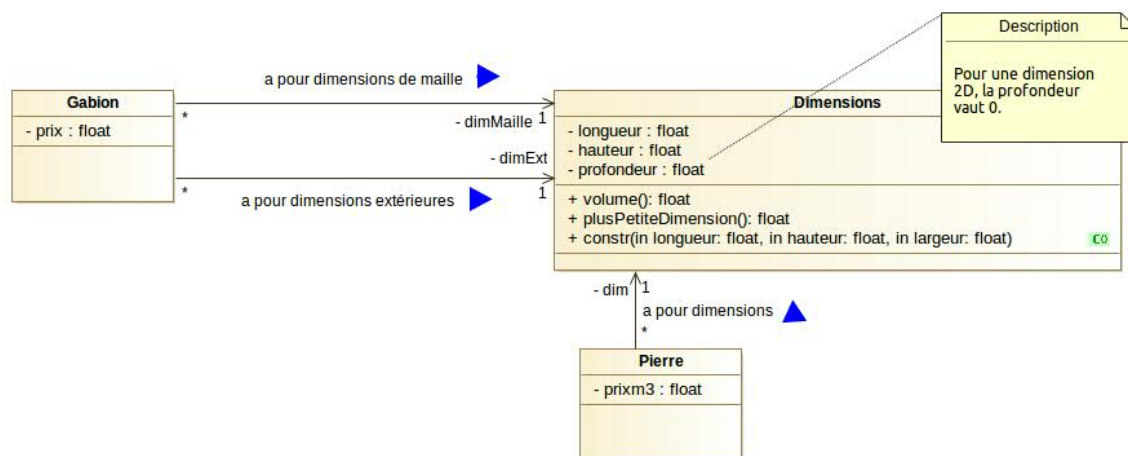 Description
Pour une dimension
2D, la profondeur
vaut 0.
a pour dimensions de maille
Gabion
- prix : float
*
- dimMaille
1
- dimExt
*
1
a pour dimensions extérieures
Dimensions
- longueur : float
- hauteur : float
- profondeur : float
+ volume(): float
+ plusPetiteDimension(): float
+ constr(in longueur: float, in hauteur: float, in largeur: float)
- dim
1
a pour dimensions
*
Pierre
- prixm3 : float